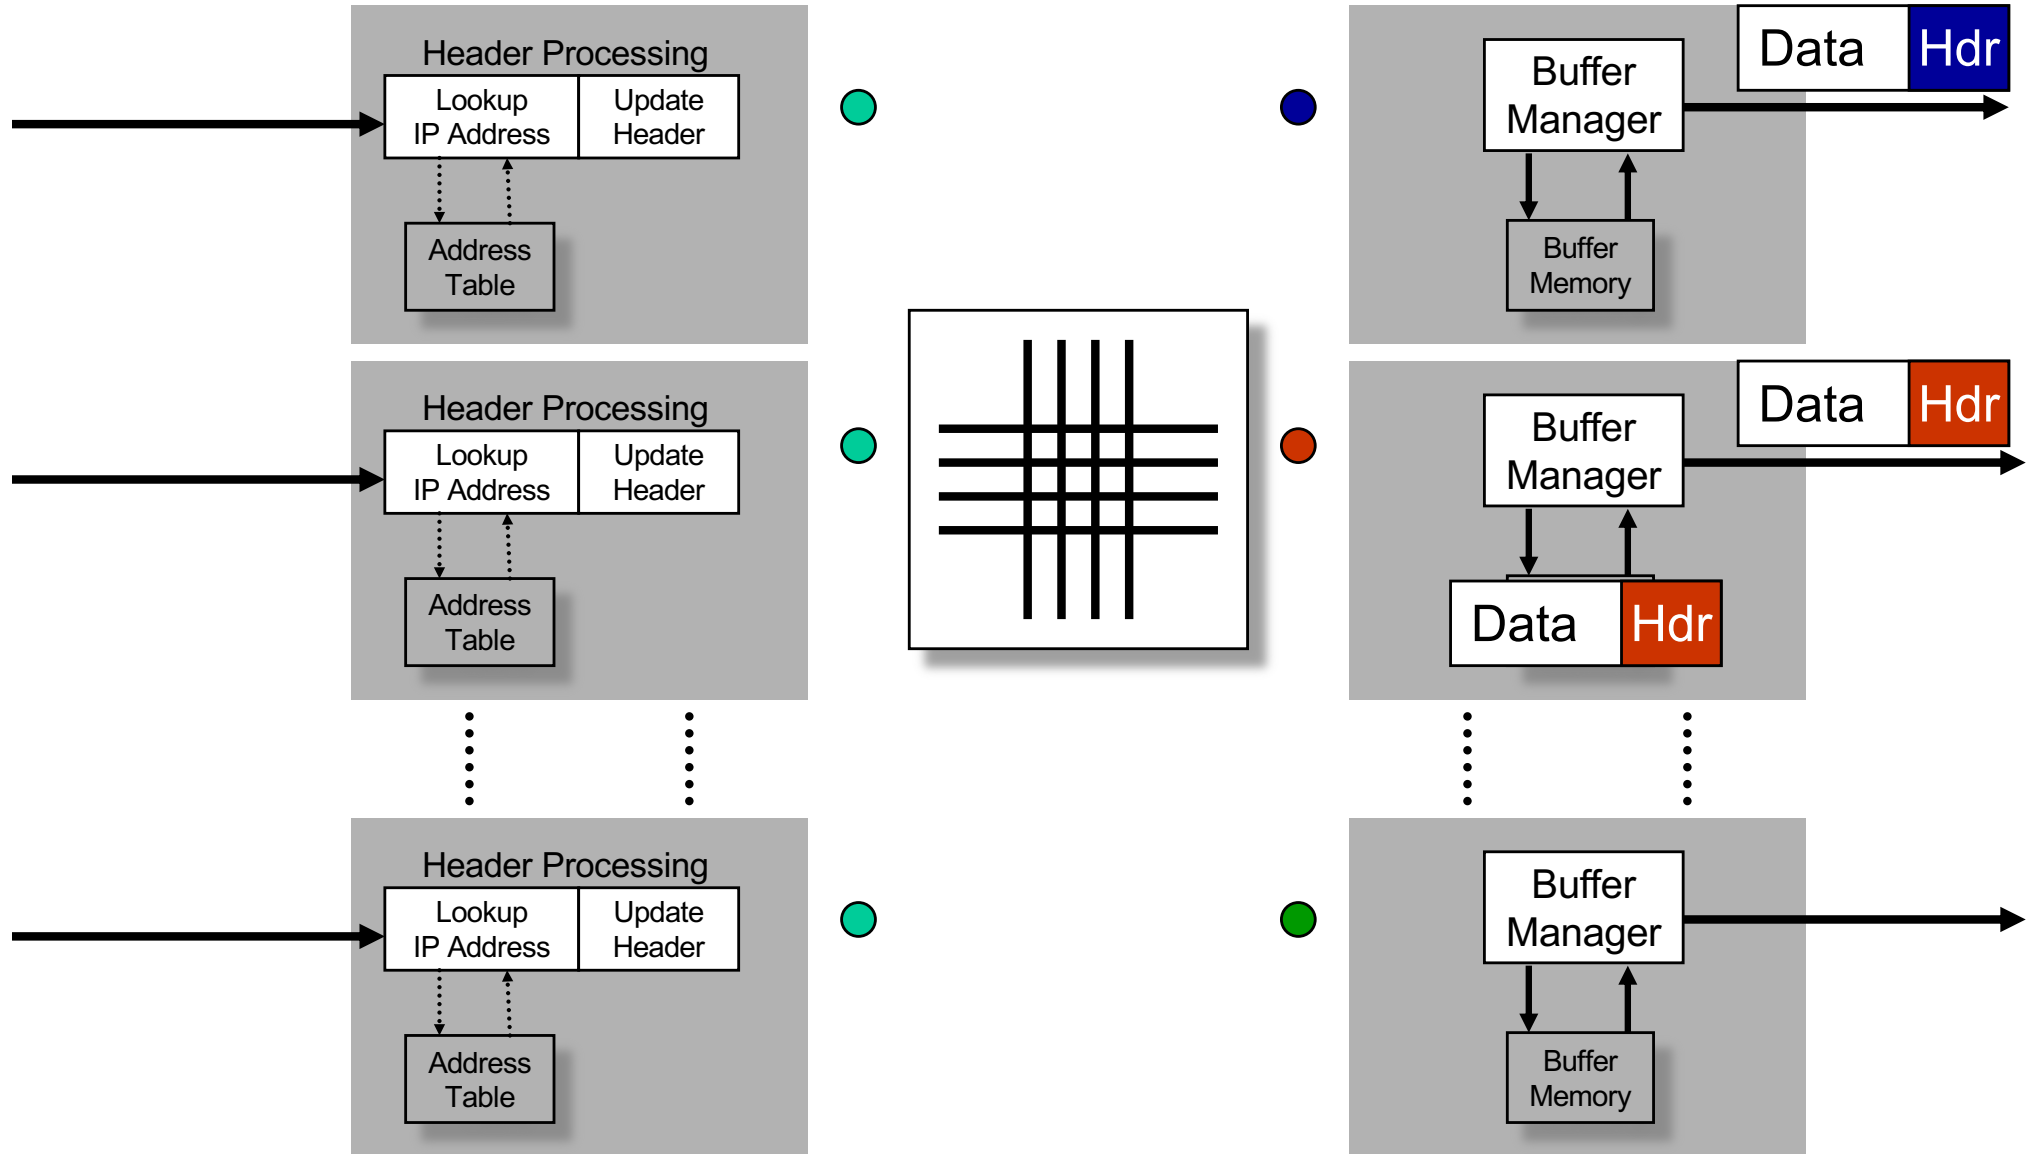 Header Processing
Lookup
IP Address
Update
Header
Address
Table
Buffer
Manager
Buffer
Memory
Data Hdr
Header Processing
Lookup
IP Address
Update
Header
Address
Table
Buffer
Manager
Data Hdr
Data Hdr
Header Processing
Lookup
IP Address
Update
Header
Address
Table
Buffer
Manager
Buffer
Memory